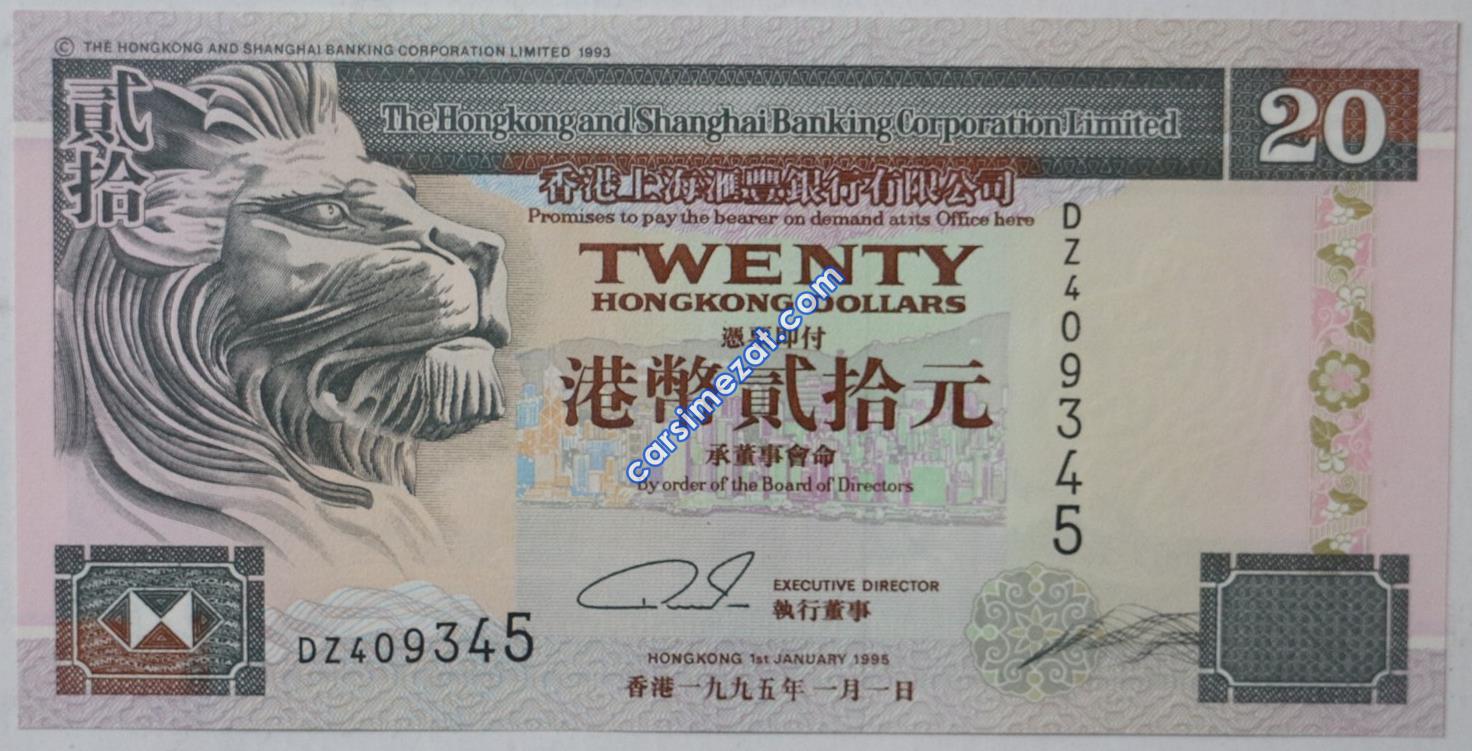 © THE HONGKONG AND SHANGHAI BANKING CORPORATION LIMITED 1993
貳拾
The Hongkong and Shanghai Banking Corporation Limited
20
香港上海滙豐銀行有限公司
Promises to pay the bearer on demand at its Office here
TWENTY
HONGKONG DOLLARS
憑票即付
港幣貳拾元
承董事會命
By order of the Board of Directors
DZ409345
carsimezat.com
EXECUTIVE DIRECTOR
執行董事
DZ409345
HONGKONG 1st JANUARY 1995
香港一九九五年一月一日